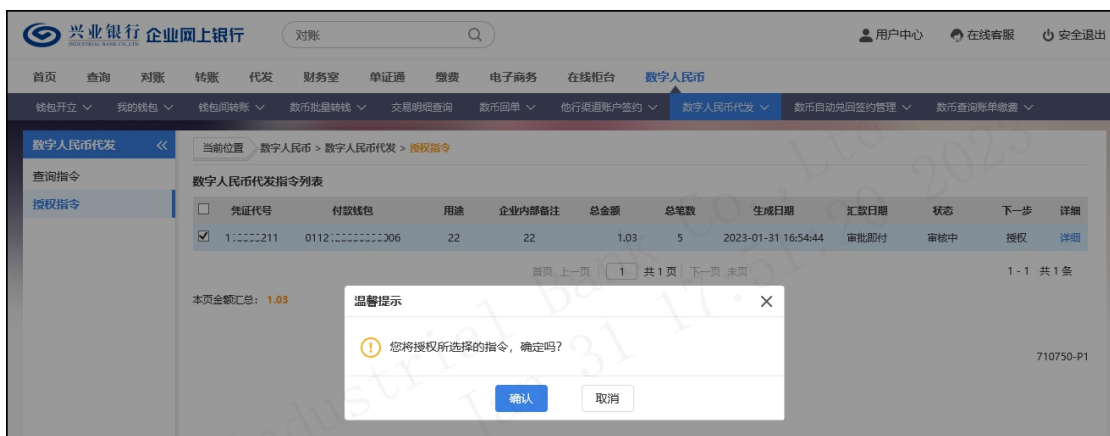 兴业银行 企业网上银行 对账 用户中心 在线客服 安全退出
INDUSTRIAL BANK CO.,LTD.
首页 查询 对账 转账 代发 财务室 单证通 缴费 电子商务 在线柜台 数字人民币
钱包开立 我的钱包 钱包间转账 数币批量转钱 交易明细查询 数币回单 他行渠道账户签约 数字人民币代发 数币自动兑回签约管理 数币查询账单缴费
数字人民币代发 «
当前位置 数字人民币 > 数字人民币代发 > 授权指令
查询指令
授权指令
数字人民币代发指令列表
凭证代号 付款钱包 用途 企业内部备注 总金额 总笔数 生成日期 汇款日期 状态 下一步 详细
22 22 1.03 5 2023-01-31 16:54:44 审批即付 审核中 授权 详细
首页 上一页 1 共1页 下一页 末页 1 - 1 共1条
本页金额汇总: 1.03
温馨提示
您将授权所选择的指令，确定吗?
确认 取消
710750-P1